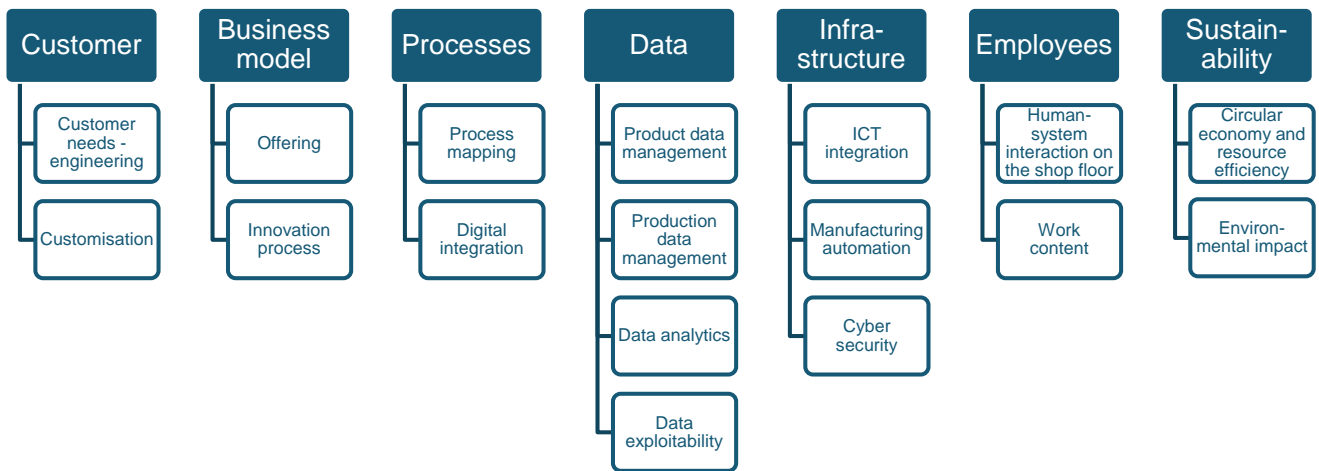 Customer
Customer
needs -
engineering
Customisation
Business
model
Offering
Innovation
process
Processes
Process
mapping
Digital
integration
Data
Product data
management
Production
data
management
Data analytics
Data
exploitability
Infra-
structure
ICT
integration
Manufacturing
automation
Cyber
security
Employees
Human-
system
interaction on
the shop floor
Work
content
Sustain-
ability
Circular
economy and
resource
efficiency
Environ-
mental impact